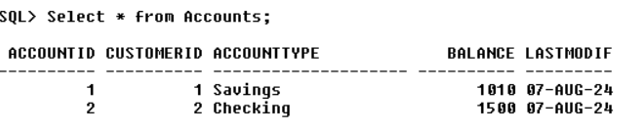 SQL> Select * from Accounts;
ACCOUNTID CUSTOMERID ACCOUNTTYPE BALANCE LASTMODIF
---------- ---------- -------------------- ---------- ---------
1 1 Savings 1010 07-AUG-24
2 2 Checking 1500 07-AUG-24